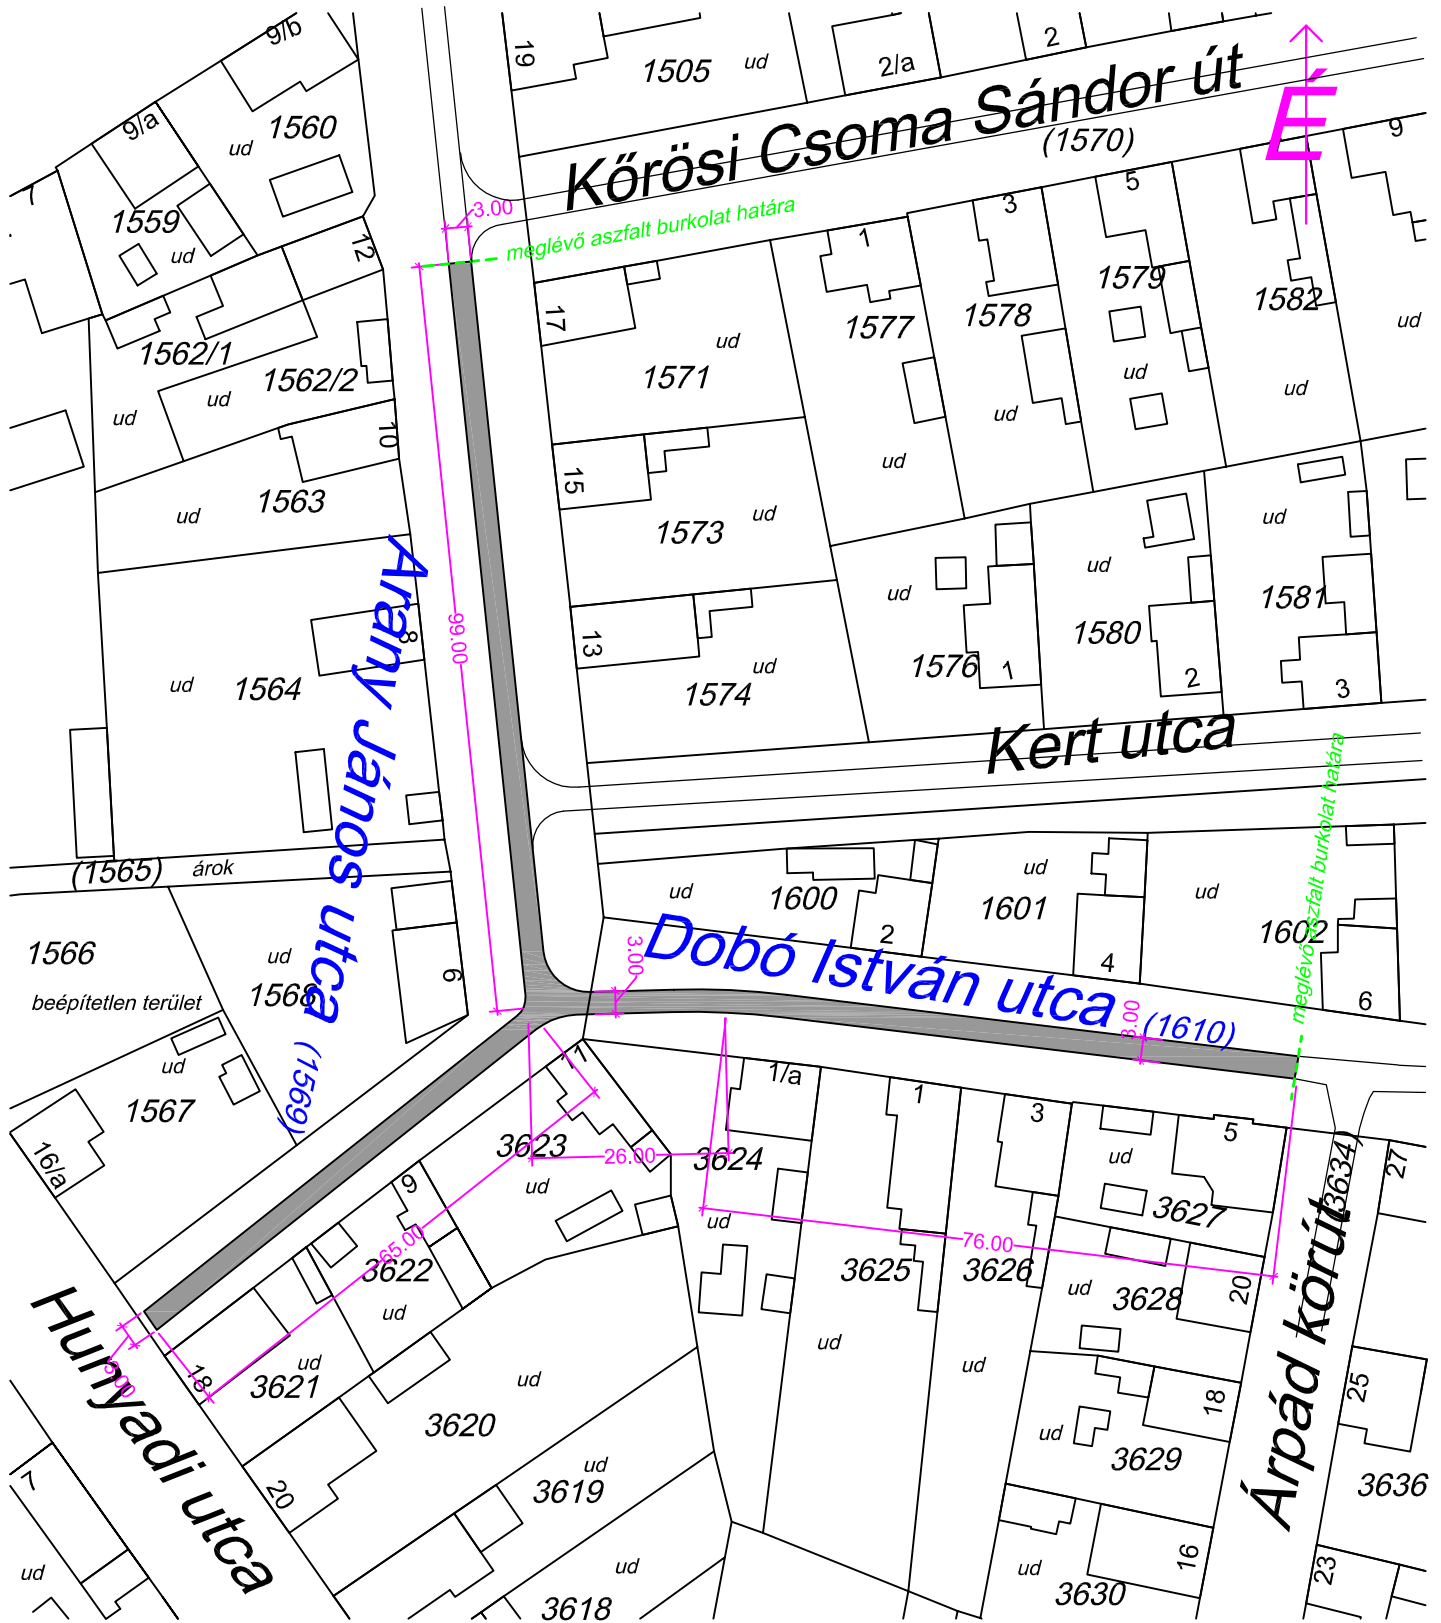 9/b
19
1505
ud
2/a
2
Kőrösi Csoma Sándor út
(1570)
É
9
9/a
1560
ud
7
1559
ud
12
3.00
meglévő aszfalt burkolat határa
1
3
5
1579
1582
1577
1578
17
ud
1571
ud
ud
ud
ud
1562/1
1562/2
ud
ud
10
15
1563
ud
1573
ud
ud
ud
Arany János utca
(1569)
99.00
8
13
ud
1574
ud
1564
ud
1576
1
ud
1580
2
ud
1581
3
Kert utca
meglévő aszfalt burkolat határa
(1565)
árok
ud
1600
2
ud
1601
4
ud
1602
6
1566
beépítetlen terület
ud
1568
6
3.00
Dobó István utca
(1610)
3.00
ud
1567
16/a
11
1/a
1
3
5
3623
ud
26.00
3624
ud
ud
3627
(3634)
27
9
65.00
3622
ud
76.00
3625
3626
ud
3628
20
Hunyadi utca
3.00
18
ud
3621
ud
3620
ud
ud
ud
3629
18
25
Árpád körút
3636
7
20
ud
3619
ud
ud
3618
ud
3630
16
23